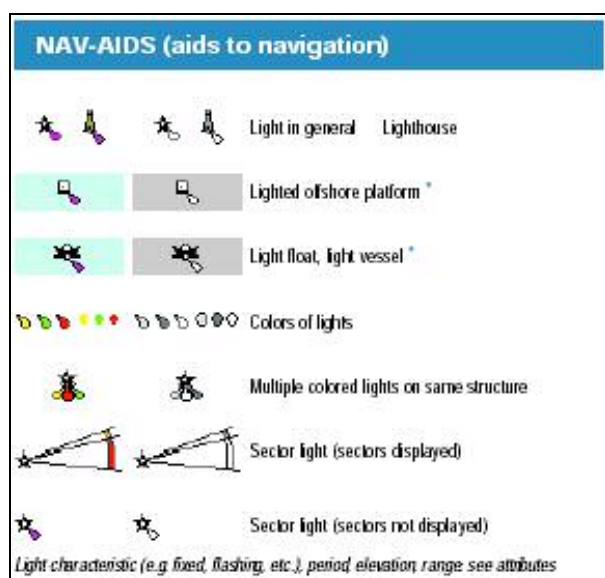 NAV-AIDS (aids to navigation)
Light in general Lighthouse
Lighted offshore platform *
Light float, light vessel *
Colors of lights
Multiple colored lights on same structure
Sector light (sectors displayed)
Sector light (sectors not displayed)
Light characteristic (e.g. fixed, flashing, etc.), period, elevation, range: see attributes